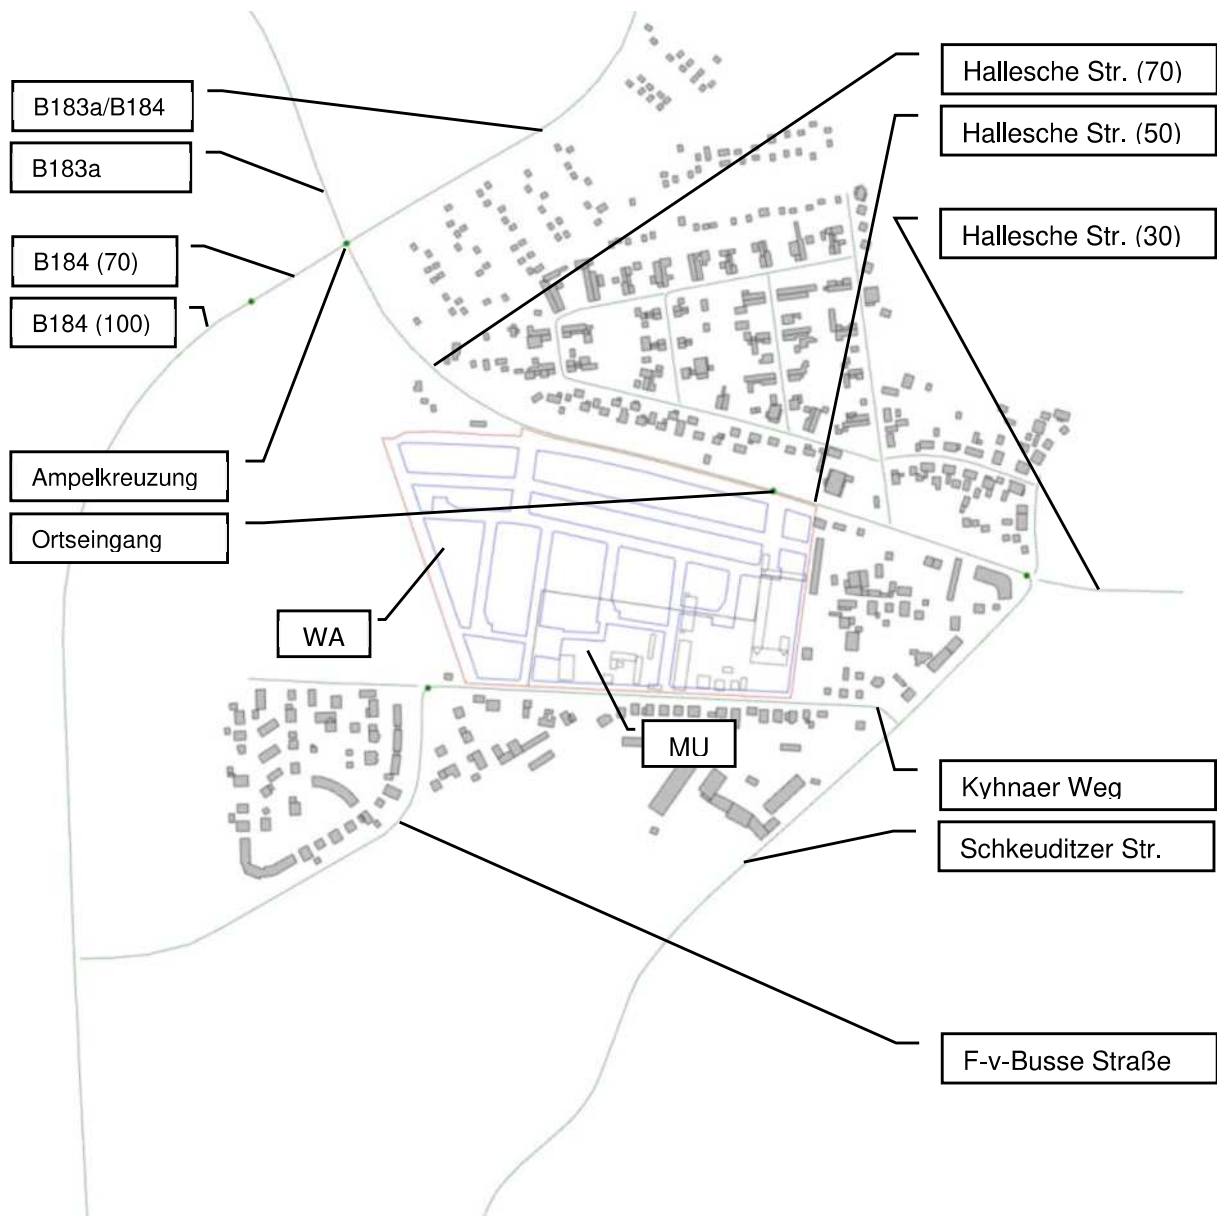 B183a/B184
B183a
B184 (70)
B184 (100)
Ampelkreuzung
Ortseingang
WA
MU
Hallesche Str. (70)
Hallesche Str. (50)
Hallesche Str. (30)
Kyhnaer Weg
Schkeuditzer Str.
F-v-Busse Straße